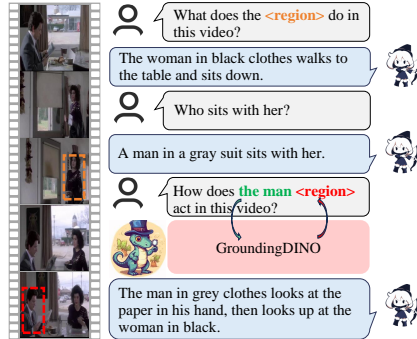 What does the <region> do in
this video?
The woman in black clothes walks to
the table and sits down.
Who sits with her?
A man in a gray suit sits with her.
How does the man <region>
act in this video?
GroundingDINO
The man in grey clothes looks at the
paper in his hand, then looks up at the
woman in black.